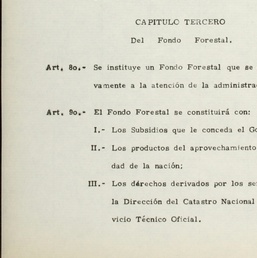 CAPITULO TERCERO
Del Fondo Forestal.
Art. 8o.- Se instituye un Fondo Forestal que se
vamente a la atención de la administra
Art. 9o.- El Fondo Forestal se constituirá con:
I.- Los Subsidios que le conceda el Go
II.- Los productos del aprovechamiento
dad de la nación;
III.- Los derechos derivados por los se
la Dirección del Catastro Nacional
vicio Técnico Oficial.